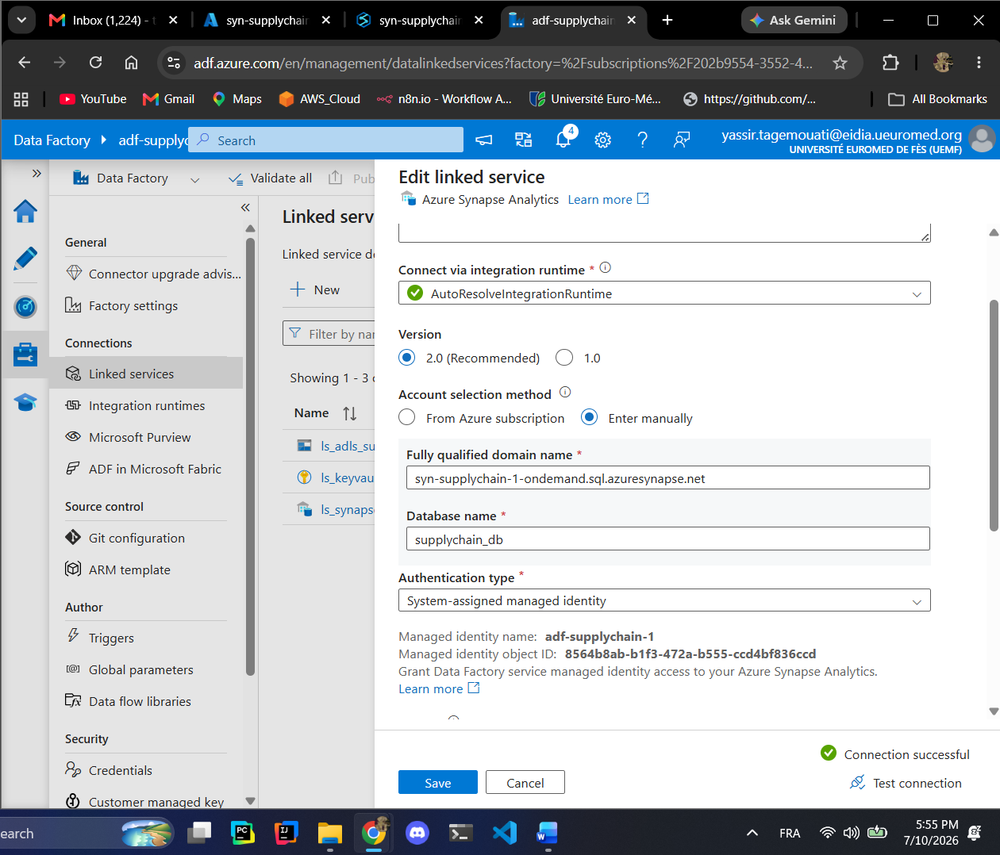 Inbox (1,224) - t
syn-supplychain
syn-supplychain
adf-supplychain
Ask Gemini
adf.azure.com/en/management/datalinkedservices?factory=%2Fsubscriptions%2F202b9554-3552-4...
YouTube
Gmail
Maps
AWS_Cloud
n8n.io - Workflow A...
Université Euro-Mé...
https://github.com/...
All Bookmarks
Data Factory
adf-supplyc
Search
4
yassir.tagemouati@eidia.ueuromed.org
UNIVERSITÉ EUROMED DE FÈS (UEMF)
Data Factory
Validate all
Pub
General
Connector upgrade advis...
Factory settings
Connections
Linked services
Integration runtimes
Microsoft Purview
ADF in Microsoft Fabric
Source control
Git configuration
ARM template
Author
Triggers
Global parameters
Data flow libraries
Security
Credentials
Customer managed key
Linked serv
Linked service de
New
Filter by nam
Showing 1 - 3 o
Name
ls_adls_su
ls_keyvau
ls_synaps
Edit linked service
Azure Synapse Analytics Learn more
Connect via integration runtime *
AutoResolveIntegrationRuntime
Version
2.0 (Recommended) 1.0
Account selection method
From Azure subscription Enter manually
Fully qualified domain name *
syn-supplychain-1-ondemand.sql.azuresynapse.net
Database name *
supplychain_db
Authentication type *
System-assigned managed identity
Managed identity name: adf-supplychain-1
Managed identity object ID: 8564b8ab-b1f3-472a-b555-ccd4bf836ccd
Grant Data Factory service managed identity access to your Azure Synapse Analytics.
Learn more
Connection successful
Save
Cancel
Test connection
earch
PC
IJ
W
FRA
5:55 PM
7/10/2026